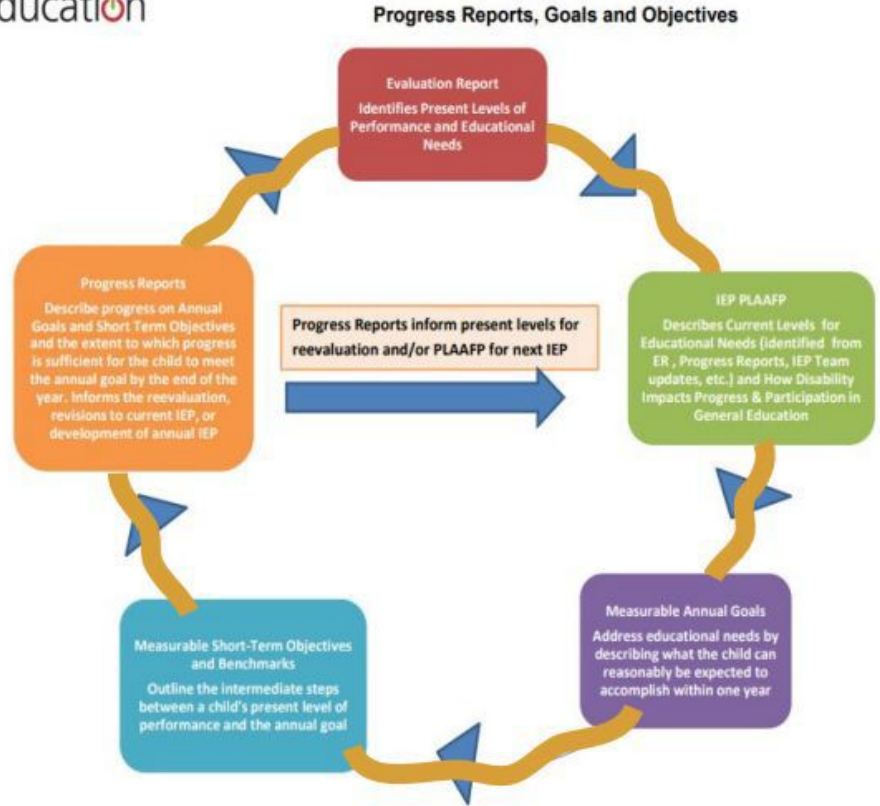 Progress Reports, Goals and Objectives
Evaluation Report
Identifies Present Levels of
Performance and Educational
Needs
Progress Reports
Describe progress on Annual
Goals and Short Term Objectives
and the extent to which progress
is sufficient for the child to meet
the annual goal by the end of the
year. Informs the reevaluation,
revisions to current IEP, or
development of annual IEP
Progress Reports inform present levels for
reevaluation and/or PLAAFP for next IEP
IEP PLAAFP
Describes Current Levels for
Educational Needs (identified from
ER , Progress Reports, IEP Team
updates, etc.) and How Disability
Impacts Progress & Participation in
General Education
Measurable Short-Term Objectives
and Benchmarks
Outline the intermediate steps
between a child's present level of
performance and the annual goal
Measurable Annual Goals
Address educational needs by
describing what the child can
reasonably be expected to
accomplish within one year